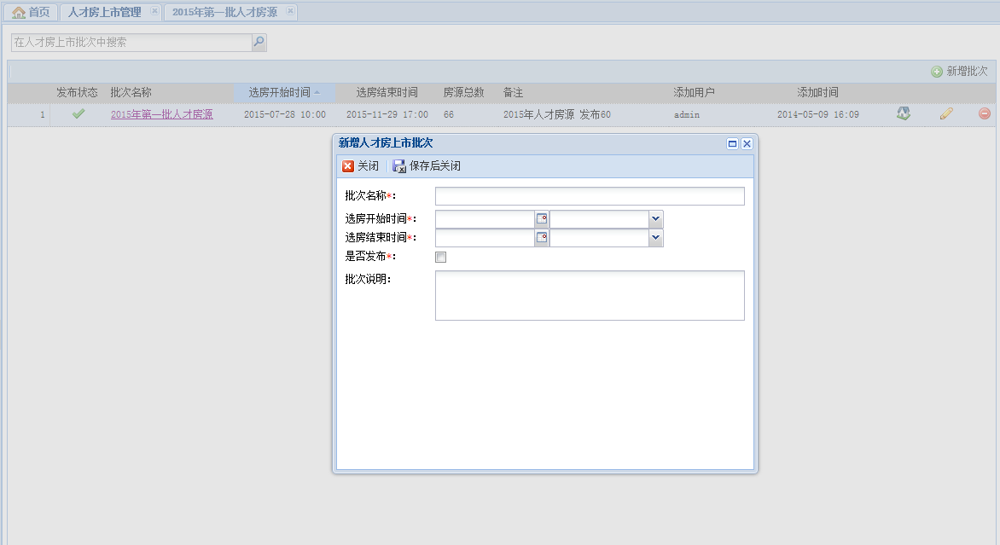 首页 人才房上市管理 2015年第一批人才房源
在人才房上市批次中搜索
新增批次
发布状态 批次名称 选房开始时间 选房结束时间 房源总数 备注 添加用户 添加时间
1 2015年第一批人才房源 2015-07-28 10:00 2015-11-29 17:00 66 2015年人才房源 发布60 admin 2014-05-09 16:09
新增人才房上市批次
关闭 保存后关闭
批次名称*:
选房开始时间*:
选房结束时间*:
是否发布*:
批次说明: